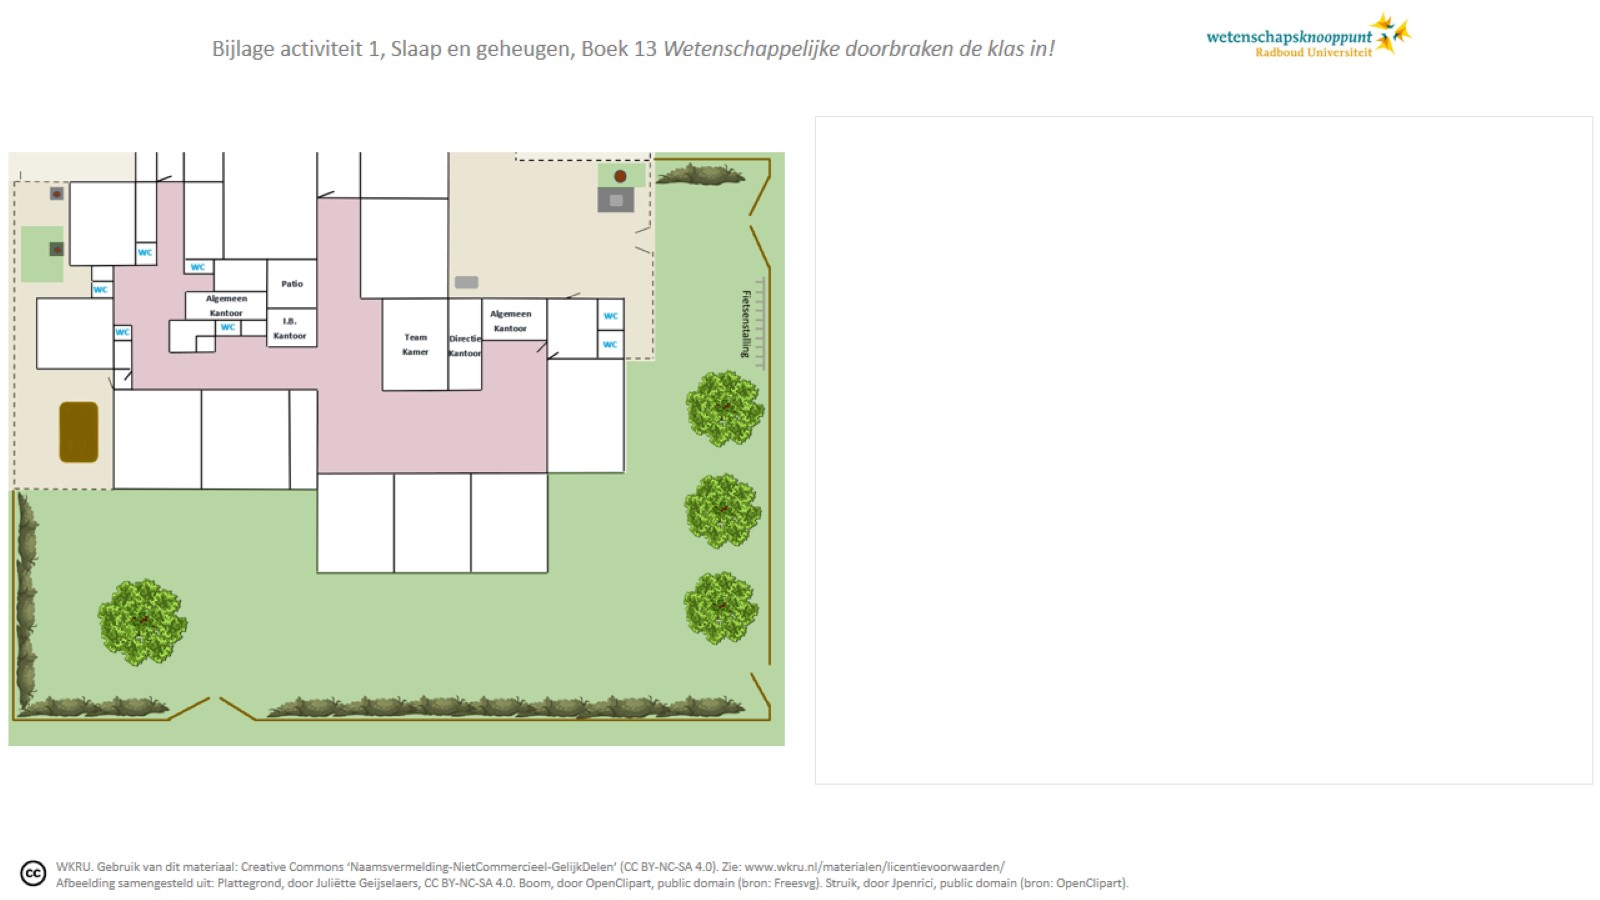 Bijlage activiteit 1, Slaap en geheugen, Boek 13 Wetenschappelijke doorbraken de klas in!
wetenschapsknooppunt
Radboud Universiteit
WC
WC
WC
Patio
Algemeen
Kantoor
I.B.
Kantoor
WC
WC
Team
Kamer
Directie
Kantoor
Algemeen
Kantoor
WC
WC
Fietsenstalling
cc
WKRU. Gebruik van dit materiaal: Creative Commons ‘Naamsvermelding-NietCommercieel-GelijkDelen’ (CC BY-NC-SA 4.0). Zie: www.wkru.nl/materialen/licentievoorwaarden/
Afbeelding samengesteld uit: Plattegrond, door Juliëtte Geijselaers, CC BY-NC-SA 4.0. Boom, door OpenClipart, public domain (bron: Freesvg). Struik, door Jpenrici, public domain (bron: OpenClipart).